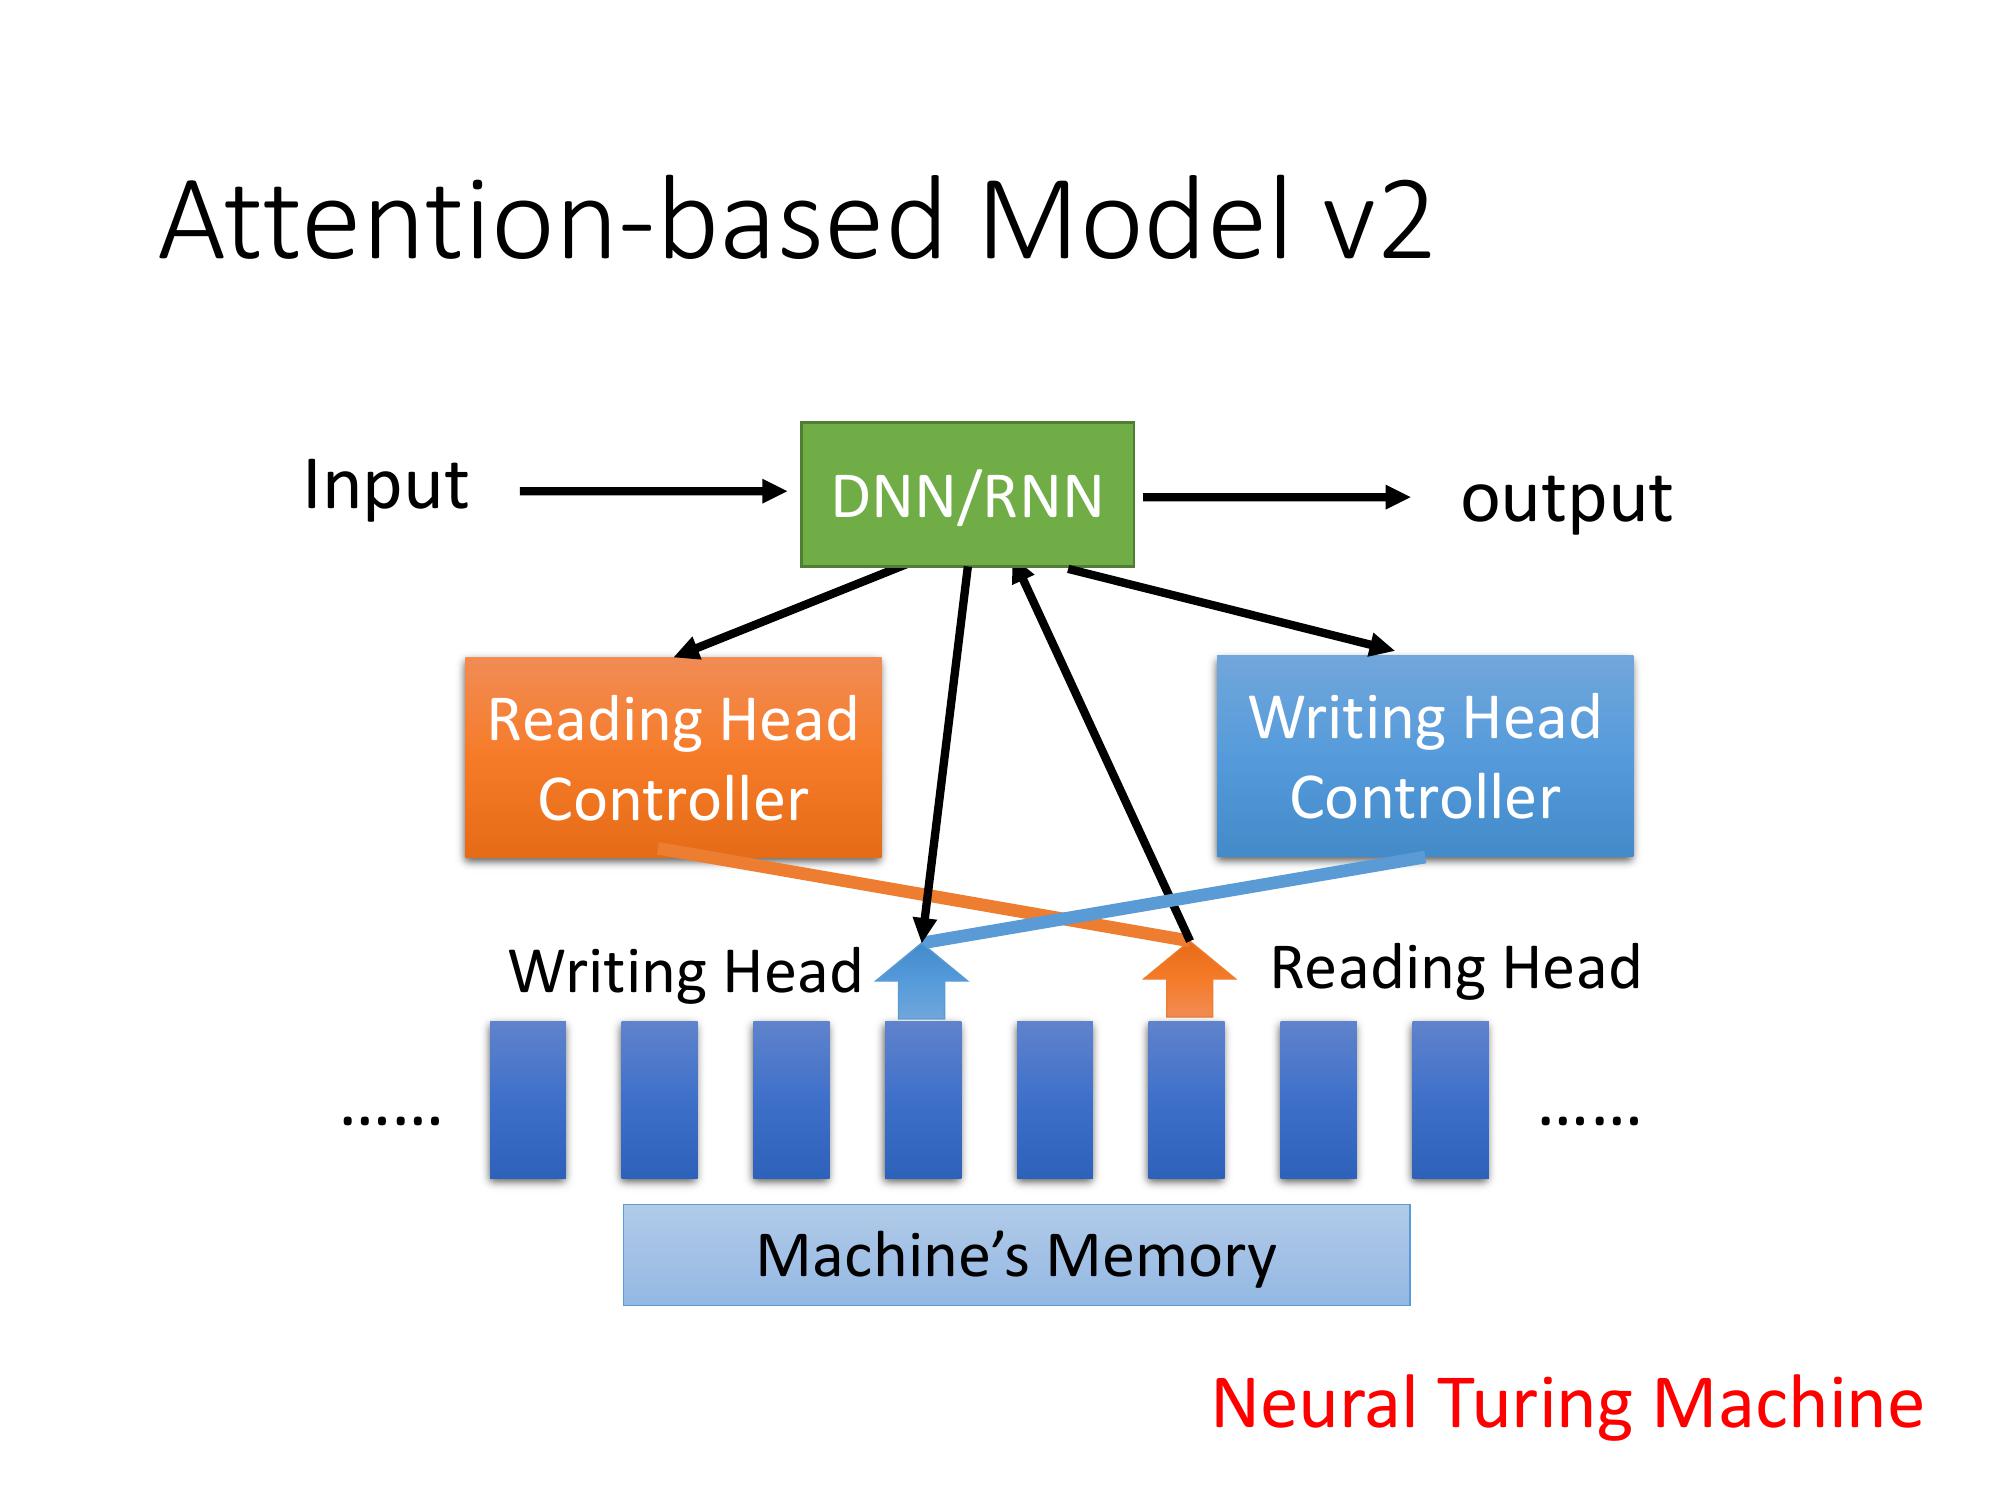 Attention-based Model v2
Input
DNN/RNN
output
Reading Head
Controller
Writing Head
Controller
Writing Head
Reading Head
……
……
Machine’s Memory
Neural Turing Machine